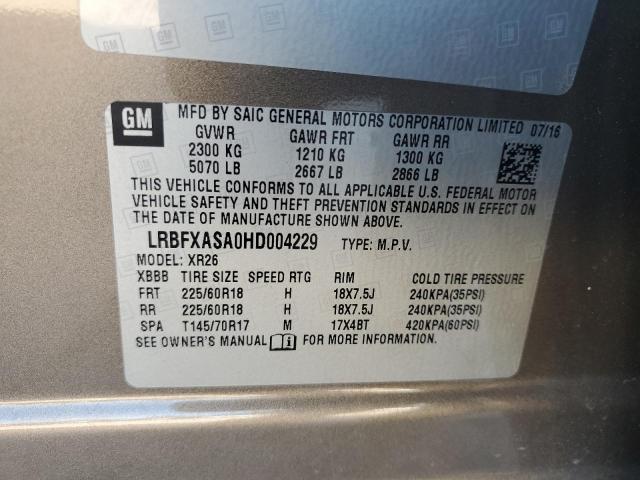 GM
MFD BY SAIC GENERAL MOTORS CORPORATION LIMITED 07/16
GVWR GAWR FRT GAWR RR
2300 KG 1210 KG 1300 KG
5070 LB 2667 LB 2866 LB
THIS VEHICLE CONFORMS TO ALL APPLICABLE U.S. FEDERAL MOTOR
VEHICLE SAFETY AND THEFT PREVENTION STANDARDS IN EFFECT ON
THE DATE OF MANUFACTURE SHOWN ABOVE.
LRBFXASA0HD004229 TYPE: M.P.V.
MODEL: XR26
XBBB TIRE SIZE SPEED RTG RIM COLD TIRE PRESSURE
FRT 225/60R18 H 18X7.5J 240KPA(35PSI)
RR 225/60R18 H 18X7.5J 240KPA(35PSI)
SPA T145/70R17 M 17X4BT 420KPA(60PSI)
SEE OWNER'S MANUAL FOR MORE INFORMATION.